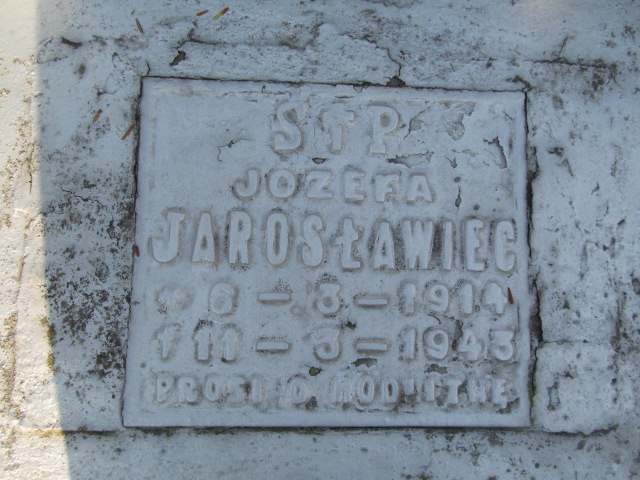 S†P
JÓZEFA
JAROSŁAWIEC
* 6 - 3 - 1914
† 11 - 3 - 1943
PROSI O MODLITWĘ